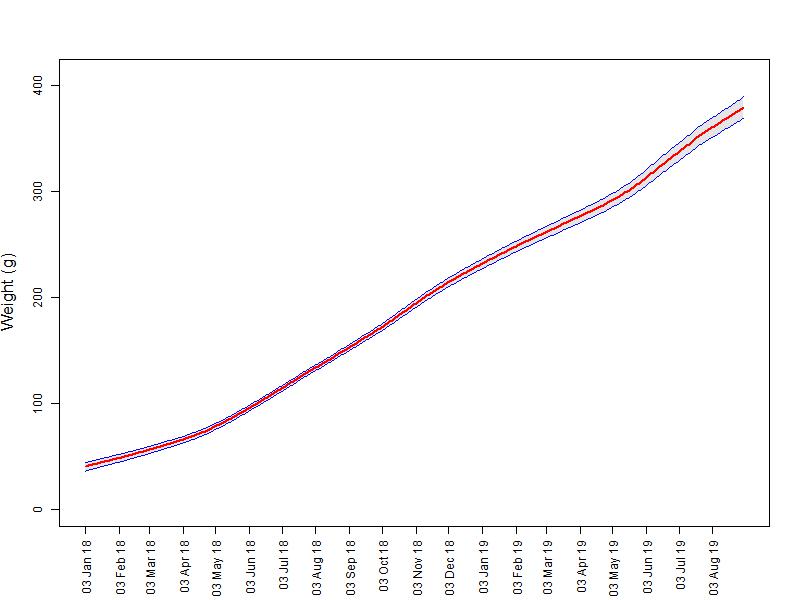 Weight (g)
400
300
200
100
0
03 Jan 18
03 Feb 18
03 Mar 18
03 Apr 18
03 May 18
03 Jun 18
03 Jul 18
03 Aug 18
03 Sep 18
03 Oct 18
03 Nov 18
03 Dec 18
03 Jan 19
03 Feb 19
03 Mar 19
03 Apr 19
03 May 19
03 Jun 19
03 Jul 19
03 Aug 19